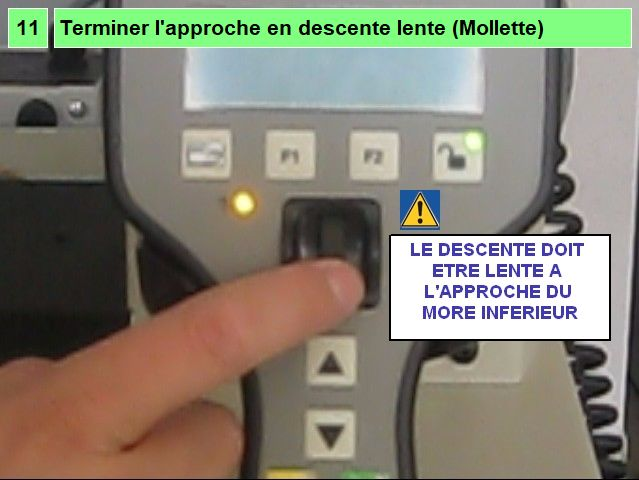 11 Terminer l'approche en descente lente (Mollette)
F1 F2
LE DESCENTE DOIT
ETRE LENTE A
L'APPROCHE DU
MORE INFERIEUR